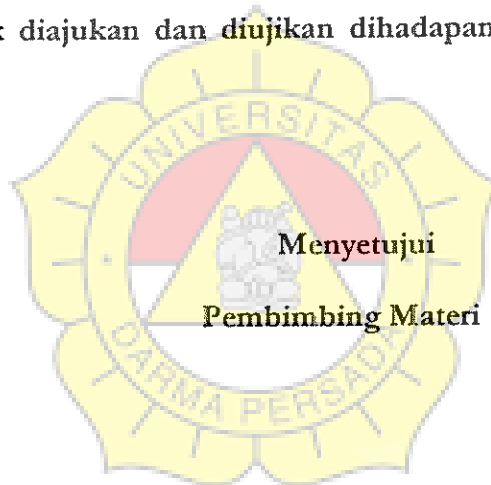 diajukan dan diujikan dihadapan
UNIVERSITAS
Menyetujui
Pembimbing Materi
DARMA PERSADA